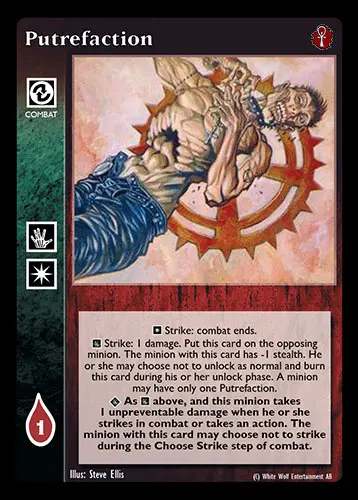 Putrefaction
COMBAT
Strike: combat ends.
Strike: 1 damage. Put this card on the opposing
minion. The minion with this card has -1 stealth. He
or she may choose not to unlock as normal and burn
this card during his or her unlock phase. A minion
may have only one Putrefaction.
As above, and this minion takes
1 unpreventable damage when he or she
strikes in combat or takes an action. The
minion with this card may choose not to strike
during the Choose Strike step of combat.
1
Illus: Steve Ellis
(C) White Wolf Entertainment AB